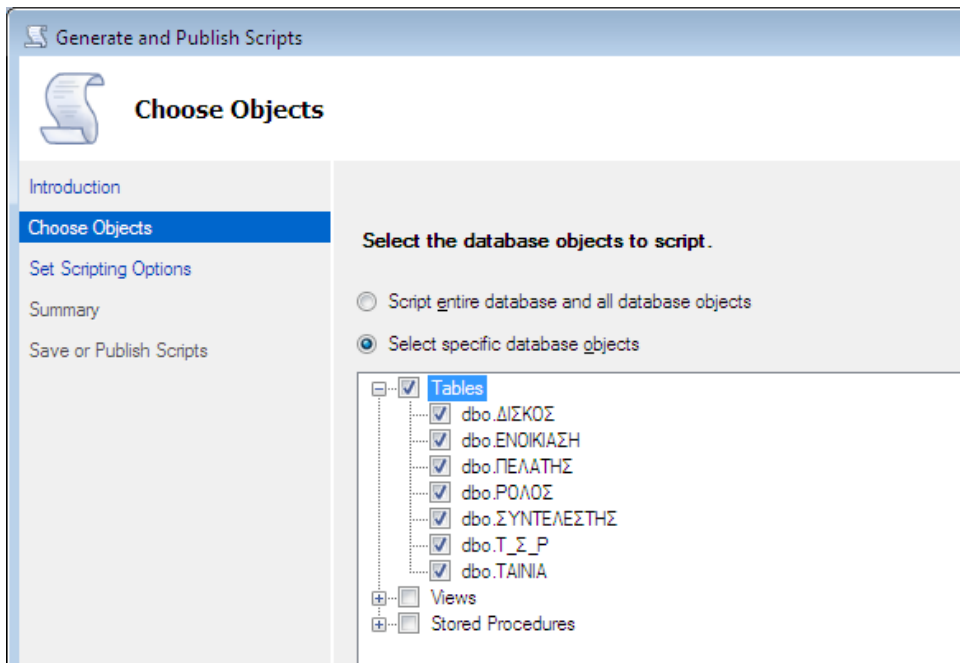 Generate and Publish Scripts
Choose Objects
Introduction
Choose Objects
Set Scripting Options
Summary
Save or Publish Scripts
Select the database objects to script.
Script entire database and all database objects
Select specific database objects
Tables
dbo.ΔΙΣΚΟΣ
dbo.ΕΝΟΙΚΙΑΣΗ
dbo.ΠΕΛΑΤΗΣ
dbo.ΡΟΛΟΣ
dbo.ΣΥΝΤΕΛΕΣΤΗΣ
dbo.Τ_Σ_Ρ
dbo.ΤΑΙΝΙΑ
Views
Stored Procedures